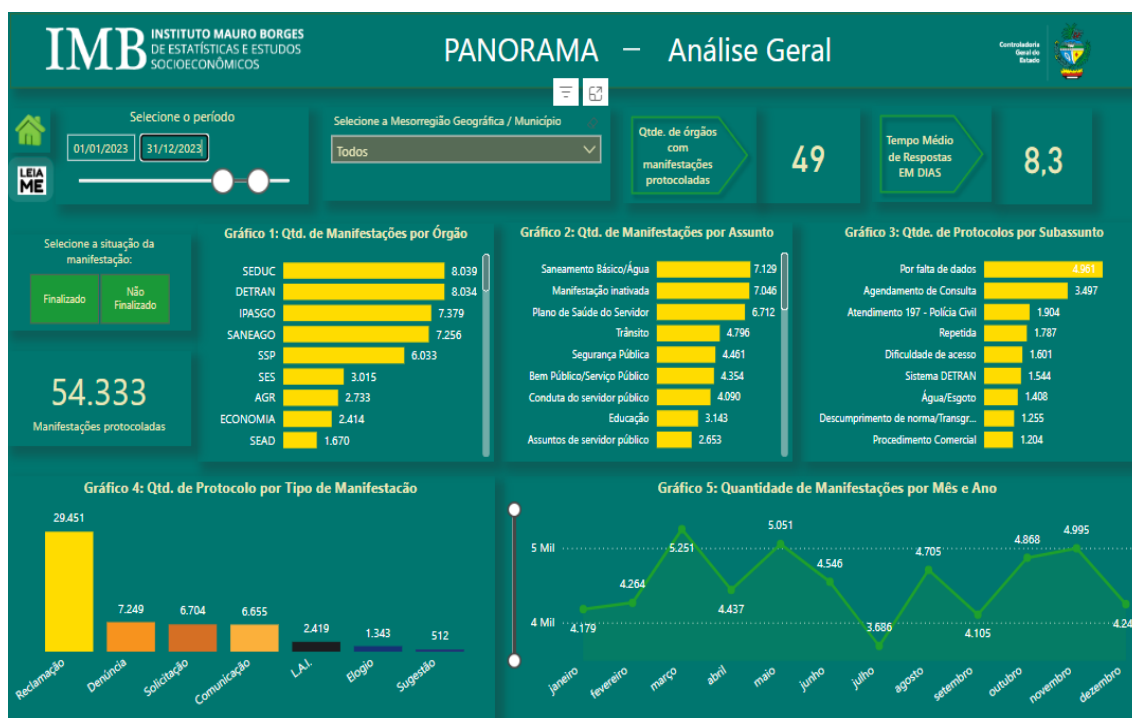 IMB
INSTITUTO MAURO BORGES
DE ESTATÍSTICAS E ESTUDOS
SOCIOECONÔMICOS
PANORMA – Análise Geral
Controladoria
Geral do
Estado
Selecione o período
01/01/2023
31/12/2023
LEIA
ME
Selecione a Mesorregião Geográfica / Município
Todos
Qtde. de órgãos
com
manifestações
protocoladas
49
Tempo Médio
de Respostas
EM DIAS
8,3
Selecione a situação da
manifestação:
Finalizado
Não
Finalizado
54.333
Manifestações protocoladas
Gráfico 1: Qtd. de Manifestações por Órgão
SEDUC 8.039
DETRAN 8.034
IPASGO 7.379
SANEAGO 7.256
SSP 6.033
SES 3.015
AGR 2.733
ECONOMIA 2.414
SEAD 1.670
Gráfico 2: Qtd. de Manifestações por Assunto
Saneamento Básico/Água 7.129
Manifestação inativada 7.046
Plano de Saúde do Servidor 6.712
Trânsito 4.796
Segurança Pública 4.461
Bem Público/Serviço Público 4.354
Conduta do servidor público 4.090
Educação 3.143
Assuntos de servidor público 2.653
Gráfico 3: Qtde. de Protocolos por Subassunto
Por falta de dados 4.961
Agendamento de Consulta 3.497
Atendimento 197 - Polícia Civil 1.904
Repetida 1.787
Dificuldade de acesso 1.601
Sistema DETRAN 1.544
Água/Esgoto 1.408
Descumprimento de norma/Transgr... 1.255
Procedimento Comercial 1.204
Gráfico 4: Qtd. de Protocolo por Tipo de Manifestacão
29.451
7.249
6.704
6.655
2.419
1.343
512
Reclamação
Denúncia
Solicitação
Comunicação
L.A.I.
Elogio
Sugestão
Gráfico 5: Quantidade de Manifestações por Mês e Ano
5 Mil
4 Mil
4.179
4.264
5.251
4.437
5.051
4.546
3.686
4.705
4.105
4.868
4.995
4.24
janeiro
fevereiro
março
abril
maio
junho
julho
agosto
setembro
outubro
novembro
dezembro